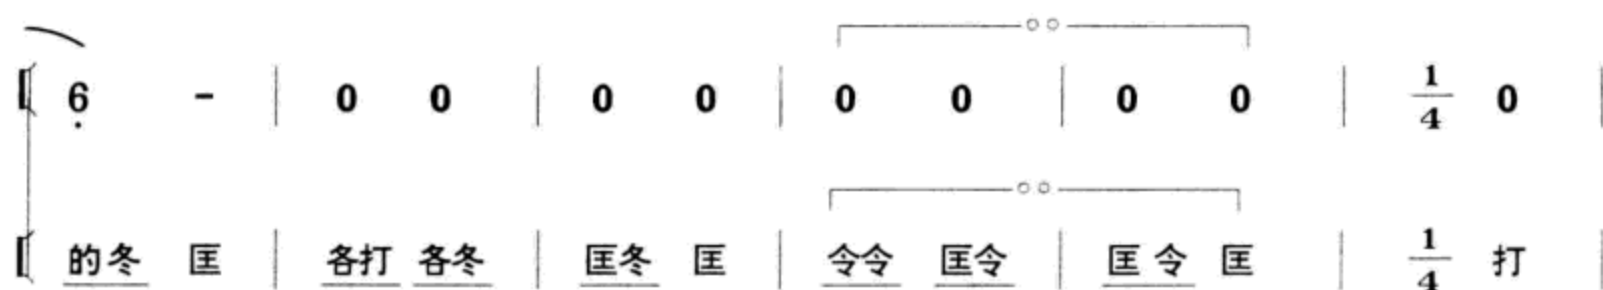 6 - | 0 0 | 0 0 | 0 0 | 0 0 | 1/4 0 |
的冬 匡 | 各打 各冬 | 匡冬 匡 | 令令 匡令 | 匡令 匡 | 1/4 打 |